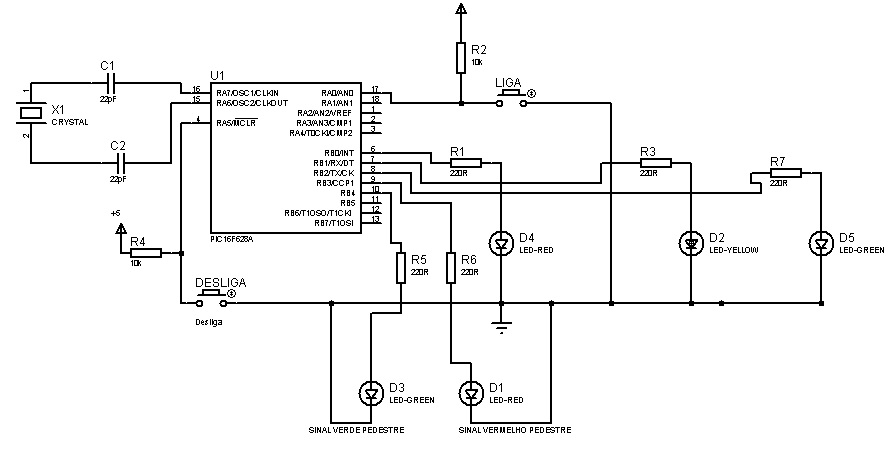 R2
10k
C1
22pF
X1
CRYSTAL
1
2
C2
22pF
U1
16 RA7/OSC1/CLKIN
15 RA6/OSC2/CLKOUT
4 RA5/MCLR
RA0/AN0 17
RA1/AN1 18
RA2/AN2/VREF 1
RA3/AN3/CMP1 2
RA4/T0CKI/CMP2 3
RB0/INT 6
RB1/RX/DT 7
RB2/TX/CK 8
RB3/CCP1 9
RB4 10
RB5 11
RB6/T1OSO/T1CKI 12
RB7/T1OSI 13
PIC16F628A
LIGA
R1
220R
R3
220R
R7
220R
+5
R4
10k
R5
220R
R6
220R
D4
LED-RED
D2
LED-YELLOW
D5
LED-GREEN
DESLIGA
Desliga
D3
LED-GREEN
D1
LED-RED
SINAL VERDE PEDESTRE
SINAL VERMELHO PEDESTRE